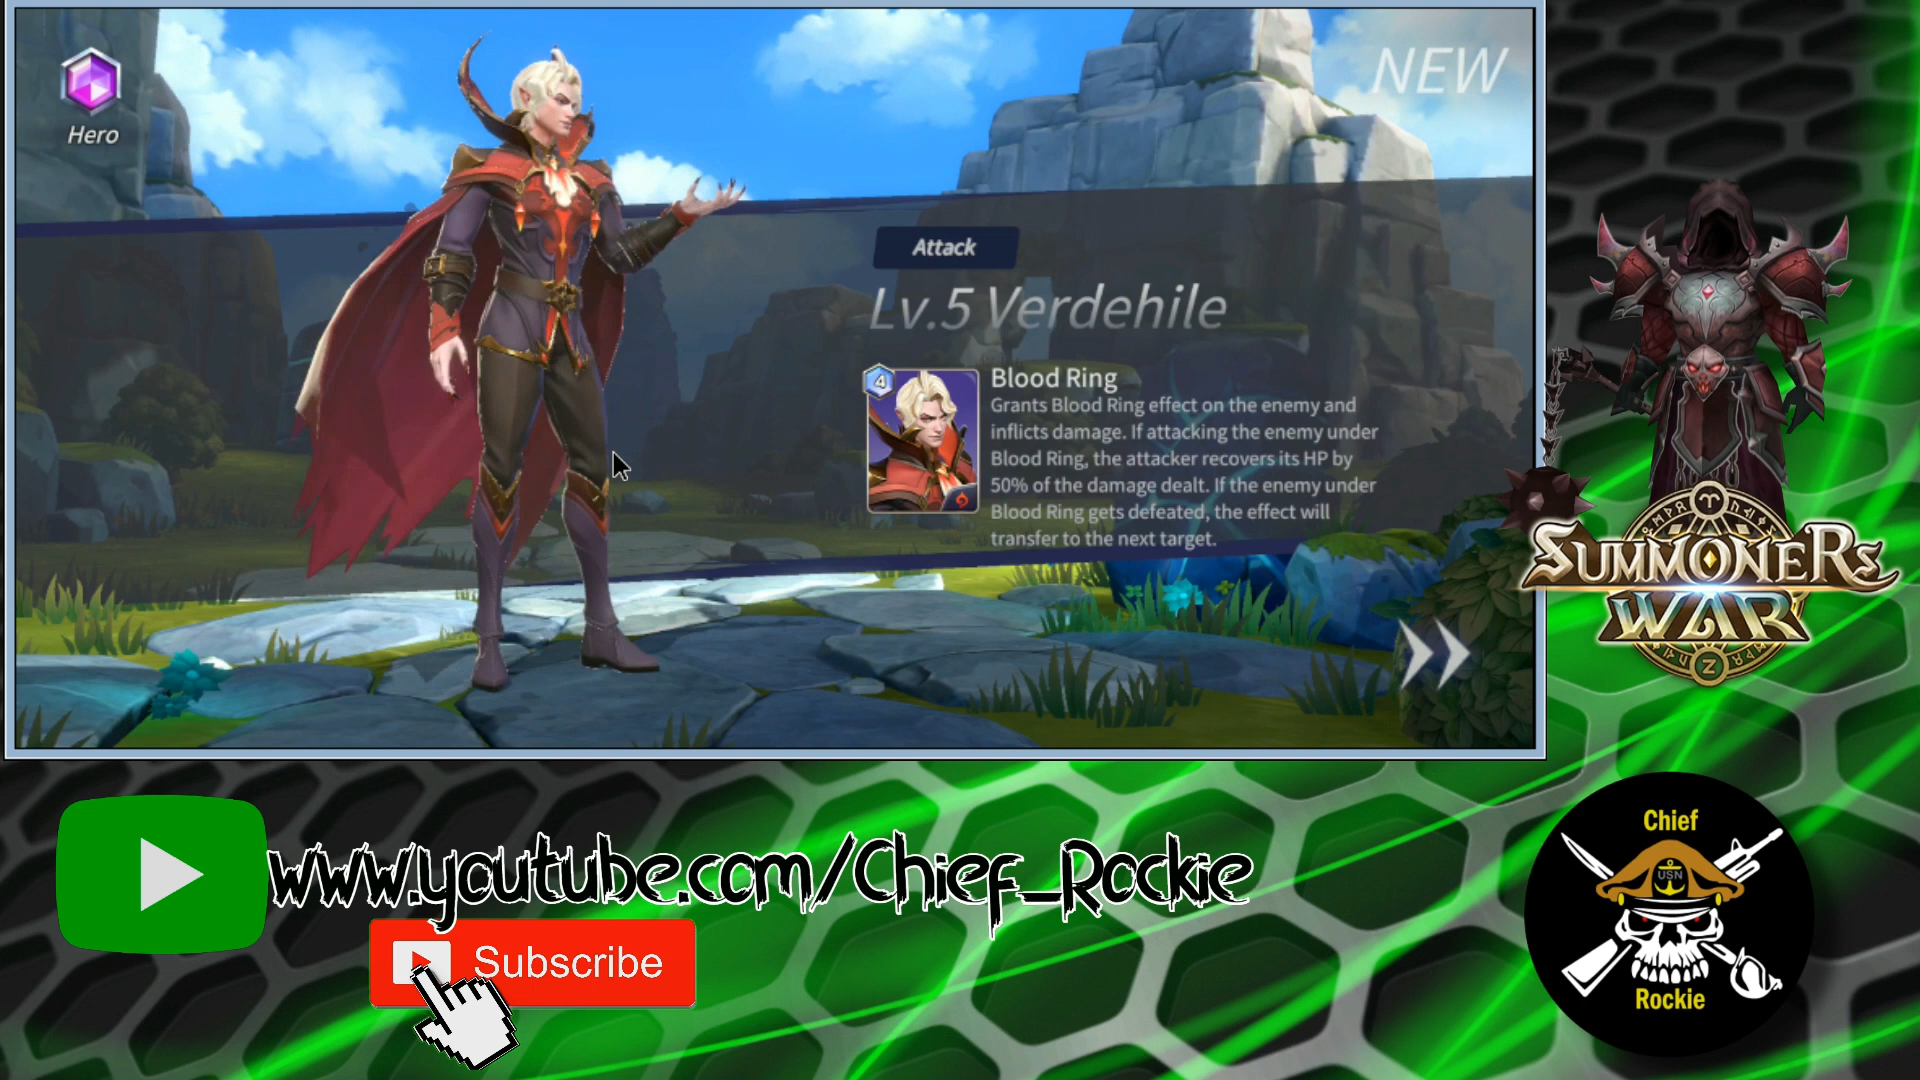 NEW
Hero
Attack
Lv.5 Verdehile
4
Blood Ring
Grants Blood Ring effect on the enemy and
inflicts damage. If attacking the enemy under
Blood Ring, the attacker recovers its HP by
50% of the damage dealt. If the enemy under
Blood Ring gets defeated, the effect will
transfer to the next target.
SUMMONERS
WAR
www.youtube.com/Chief_Rockie
Subscribe
Chief
USN
Rockie